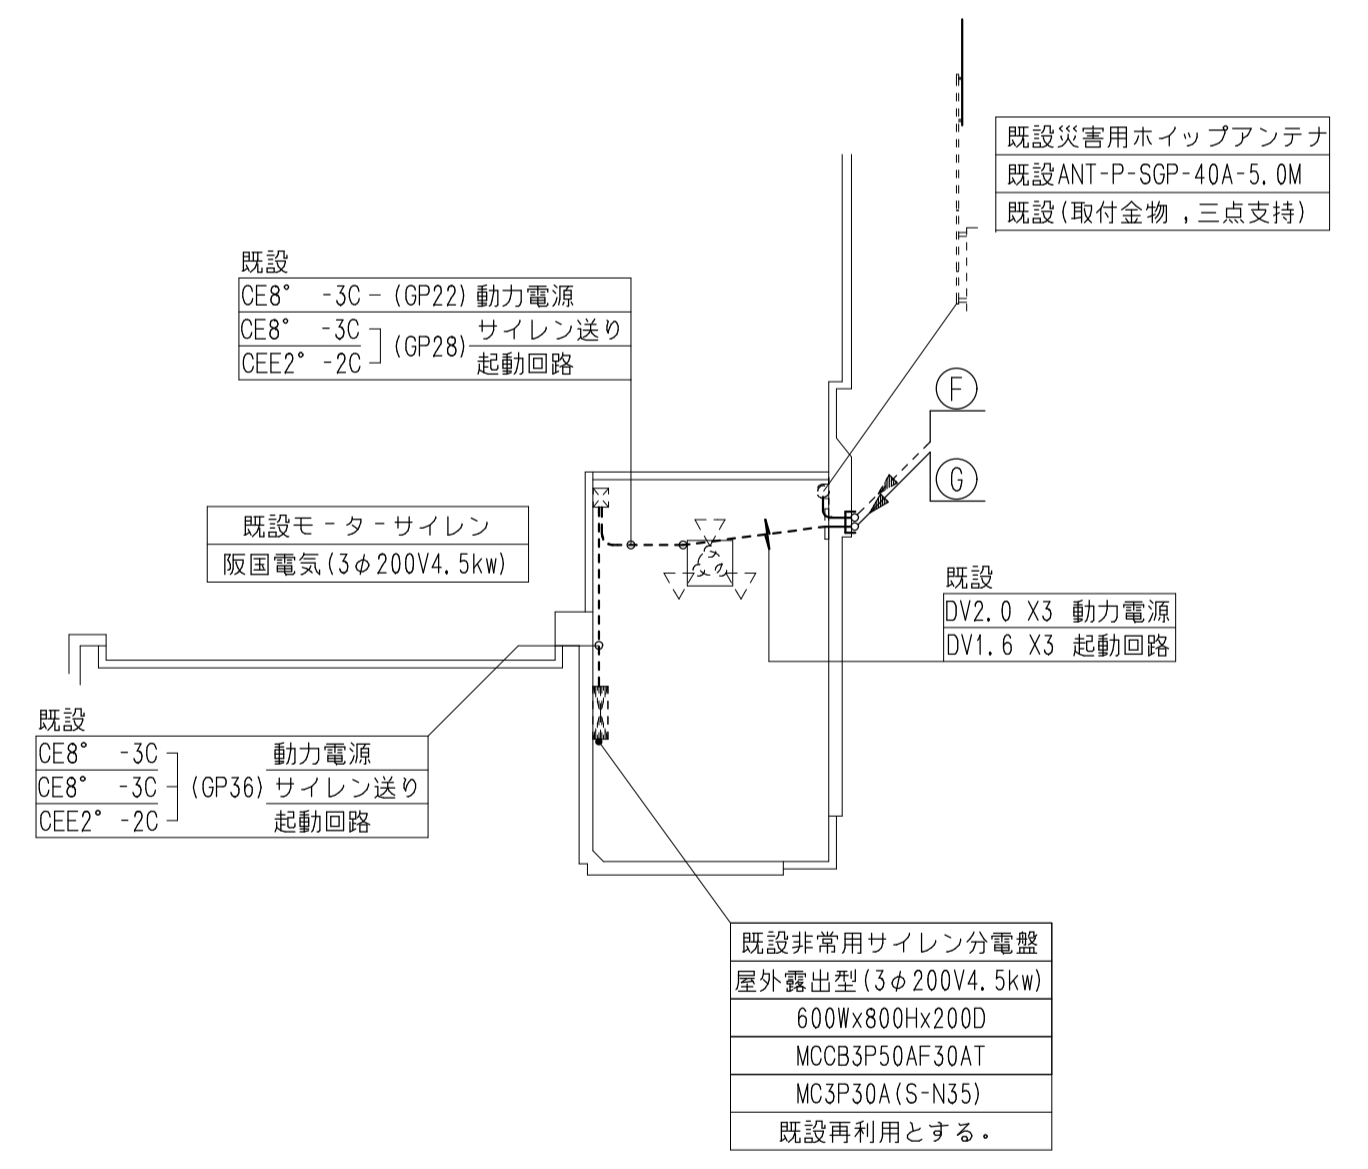 既設災害用ホイップアンテナ
既設ANT-P-SGP-40A-5.0M
既設(取付金物 ,三点支持)
既設
CE8° -3C - (GP22) 動力電源
CE8° -3C サイレン送り
(GP28)
CEE2° -2C 起動回路
F
G
既設モ-タ-サイレン
阪国電気(3φ200V4.5kw)
既設
DV2.0 X3 動力電源
DV1.6 X3 起動回路
既設
CE8° -3C 動力電源
CE8° -3C (GP36) サイレン送り
CEE2° -2C 起動回路
既設非常用サイレン分電盤
屋外露出型(3φ200V4.5kw)
600Wx800Hx200D
MCCB3P50AF30AT
MC3P30A(S-N35)
既設再利用とする.